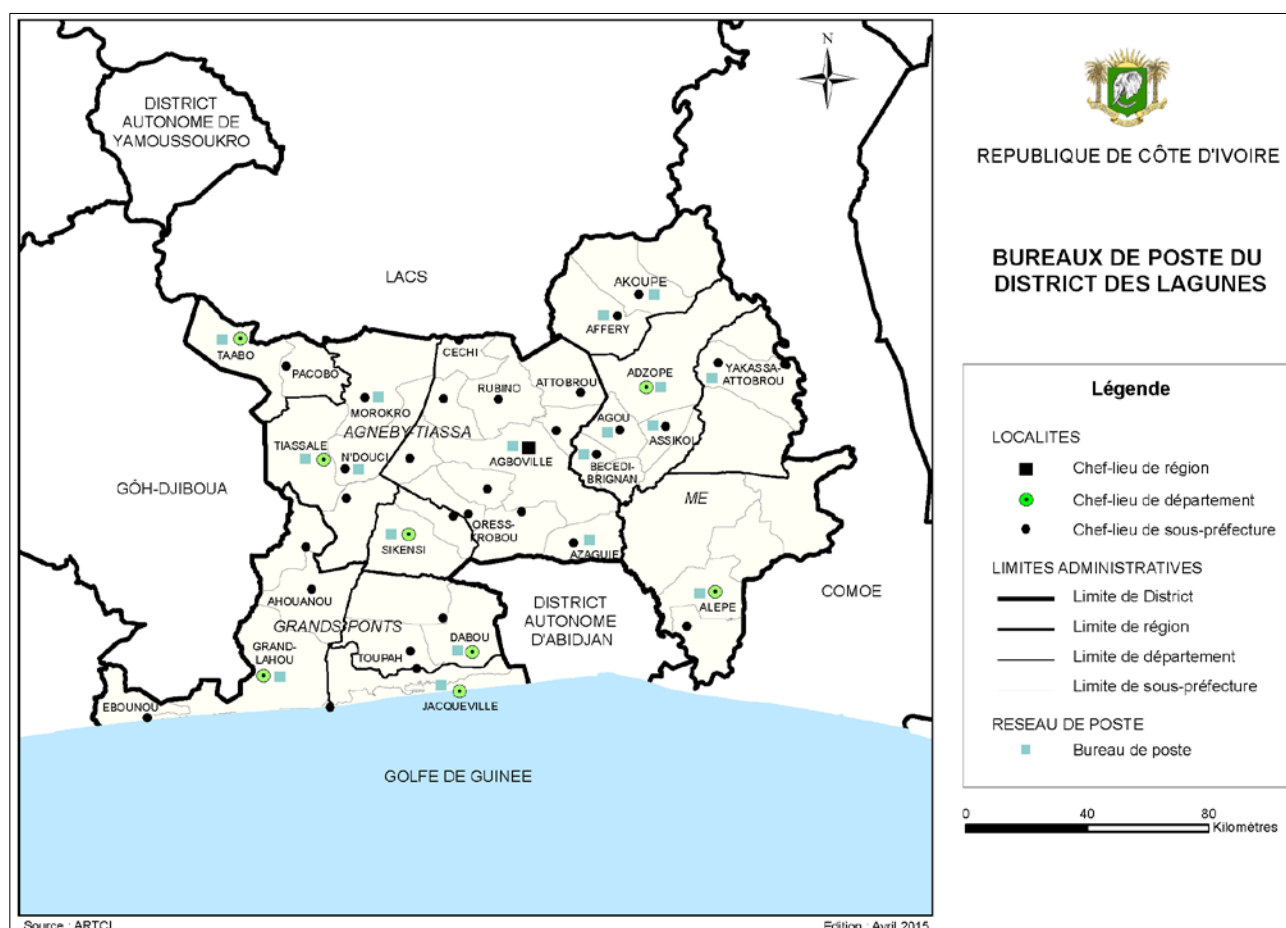 N
DISTRICT
AUTONOME DE
YAMOUSSOUKRO
LACS
AKOUPE
AFFERY
TAABO
PACOBO
CECHI
RUBINO
ATTOBROU
ADZOPE
YAKASSA-
ATTOBROU
MOROKRO
AGNEBY-TIASSA
TIASSALE
N'DOUCI
AGOU
ASSIKOI
AGBOVILLE
BECEDI-
BRIGNAN
GÔH-DJIBOUA
ME
ORESS-
KROBOU
SIKENSI
AZAGUIE
AHOUANOU
DISTRICT
AUTONOME
D'ABIDJAN
ALEPE
COMOE
GRANDS-PONTS
GRAND-
LAHOU
TOUPAH
DABOU
EBOUNOU
JACQUEVILLE
GOLFE DE GUINEE
Source : ARTCI
Edition : Avril 2015
REPUBLIQUE DE CÔTE D'IVOIRE
BUREAUX DE POSTE DU
DISTRICT DES LAGUNES
Légende
LOCALITES
Chef-lieu de région
Chef-lieu de département
Chef-lieu de sous-préfecture
LIMITES ADMINISTRATIVES
Limite de District
Limite de région
Limite de département
Limite de sous-préfecture
RESEAU DE POSTE
Bureau de poste
0 40 80
Kilomètres